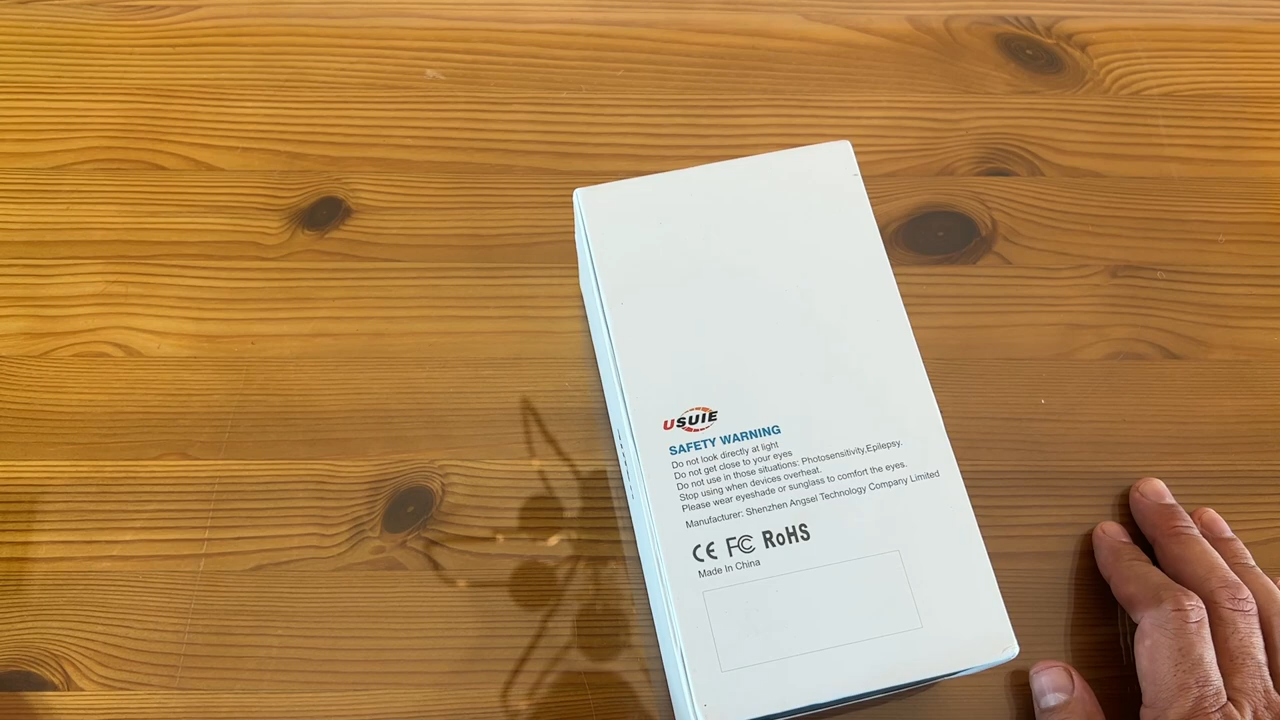 USUIE
SAFETY WARNING
Do not look directly at light
Do not get close to your eyes
Do not use in those situations: Photosensitivity,Epilepsy.
Stop using when devices overheat.
Please wear eyeshade or sunglass to comfort the eyes.
Manufacturer: Shenzhen Angsel Technology Company Limited
CE FC RoHS
Made In China